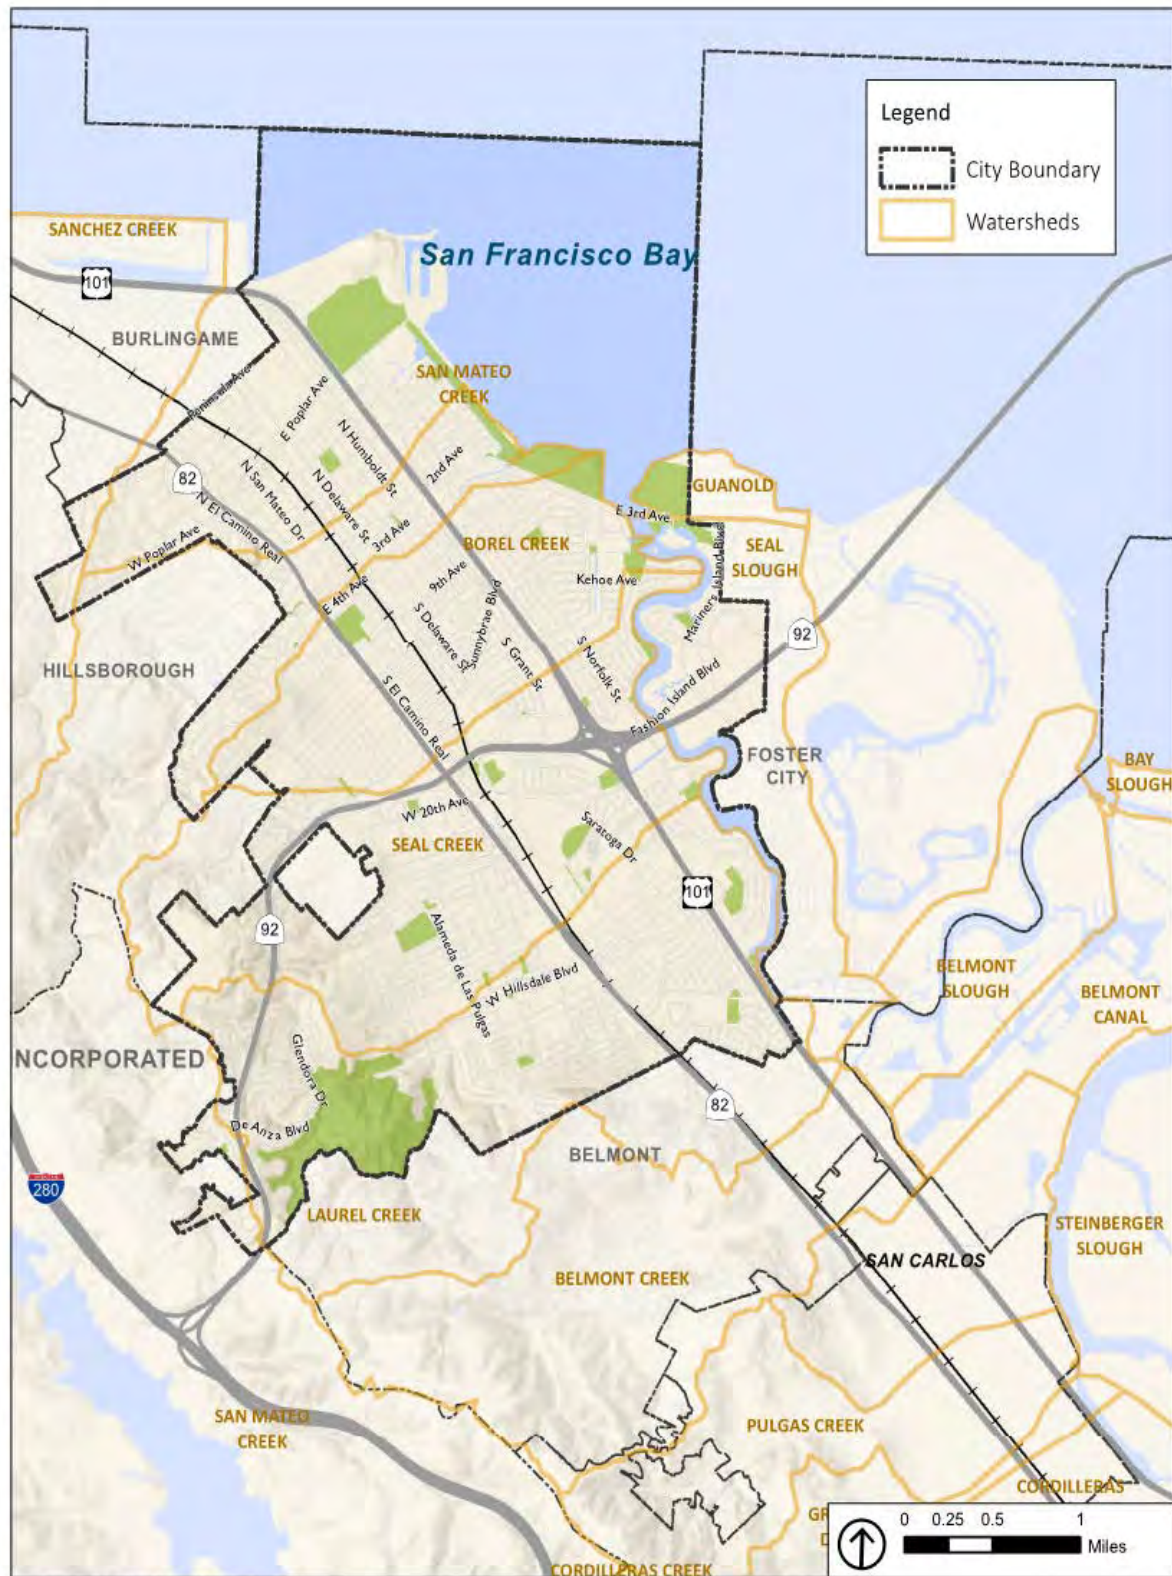 Legend
City Boundary
Watersheds
SANCHEZ CREEK
San Francisco Bay
101
BURLINGAME
SAN MATEO
CREEK
Peninsula Ave
E Poplar Ave
N Humboldt St
2nd Ave
82
N San Mateo Dr
N Delaware St
N El Camino Real
3rd Ave
W Poplar Ave
GUANOLD
E 3rd Ave
BOREL CREEK
SEAL
SLOUGH
Mariners Island Blvd
Kehoe Ave
9th Ave
E 4th Ave
S Delaware St
Sunnybrae Blvd
S Grant St
S Norfolk St
92
HILLSBOROUGH
S El Camino Real
Fashion Island Blvd
FOSTER
CITY
BAY
SLOUGH
W 20th Ave
SEAL CREEK
Saratoga Dr
101
92
Alameda de Las Pulgas
W Hillsdale Blvd
BELMONT
SLOUGH
BELMONT
CANAL
NCORPORATED
Glendora Dr
De Anza Blvd
82
BELMONT
280
LAUREL CREEK
STEINBERGER
SLOUGH
SAN CARLOS
BELMONT CREEK
SAN MATEO
CREEK
PULGAS CREEK
CORDILLERAS
GR
D
0 0.25 0.5 1
Miles
CORDILLERAS CREEK